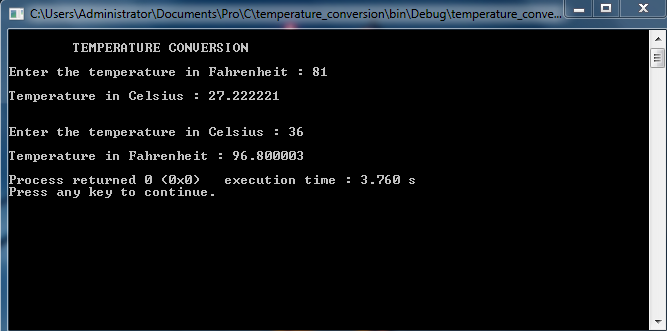 C:\Users\Administrator\Documents\Pro\C\temperature_conversion\bin\Debug\temperature_conve...
TEMPERATURE CONVERSION
Enter the temperature in Fahrenheit : 81
Temperature in Celsius : 27.222221
Enter the temperature in Celsius : 36
Temperature in Fahrenheit : 96.800003
Process returned 0 (0x0)   execution time : 3.760 s
Press any key to continue.